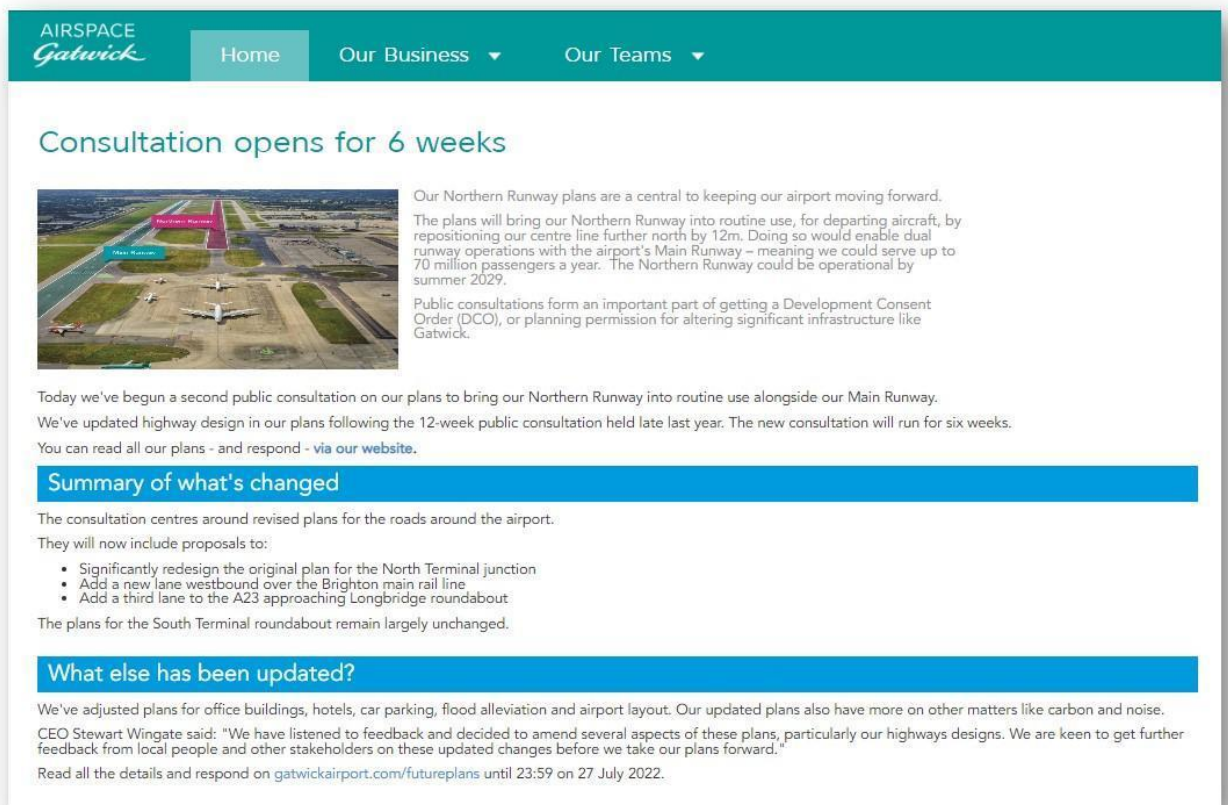 AIRSPACE
Gatwick
Home
Our Business
Our Teams
Consultation opens for 6 weeks
Northern Runway
Main Runway
Our Northern Runway plans are a central to keeping our airport moving forward.
The plans will bring our Northern Runway into routine use, for departing aircraft, by
repositioning our centre line further north by 12m. Doing so would enable dual
runway operations with the airport's Main Runway – meaning we could serve up to
70 million passengers a year. The Northern Runway could be operational by
summer 2029.
Public consultations form an important part of getting a Development Consent
Order (DCO), or planning permission for altering significant infrastructure like
Gatwick.
Today we've begun a second public consultation on our plans to bring our Northern Runway into routine use alongside our Main Runway.
We've updated highway design in our plans following the 12-week public consultation held late last year. The new consultation will run for six weeks.
You can read all our plans - and respond - via our website.
Summary of what's changed
The consultation centres around revised plans for the roads around the airport.
They will now include proposals to:
• Significantly redesign the original plan for the North Terminal junction
• Add a new lane westbound over the Brighton main rail line
• Add a third lane to the A23 approaching Longbridge roundabout
The plans for the South Terminal roundabout remain largely unchanged.
What else has been updated?
We've adjusted plans for office buildings, hotels, car parking, flood alleviation and airport layout. Our updated plans also have more on other matters like carbon and noise.
CEO Stewart Wingate said: "We have listened to feedback and decided to amend several aspects of these plans, particularly our highways designs. We are keen to get further
feedback from local people and other stakeholders on these updated changes before we take our plans forward."
Read all the details and respond on gatwickairport.com/futureplans until 23:59 on 27 July 2022.